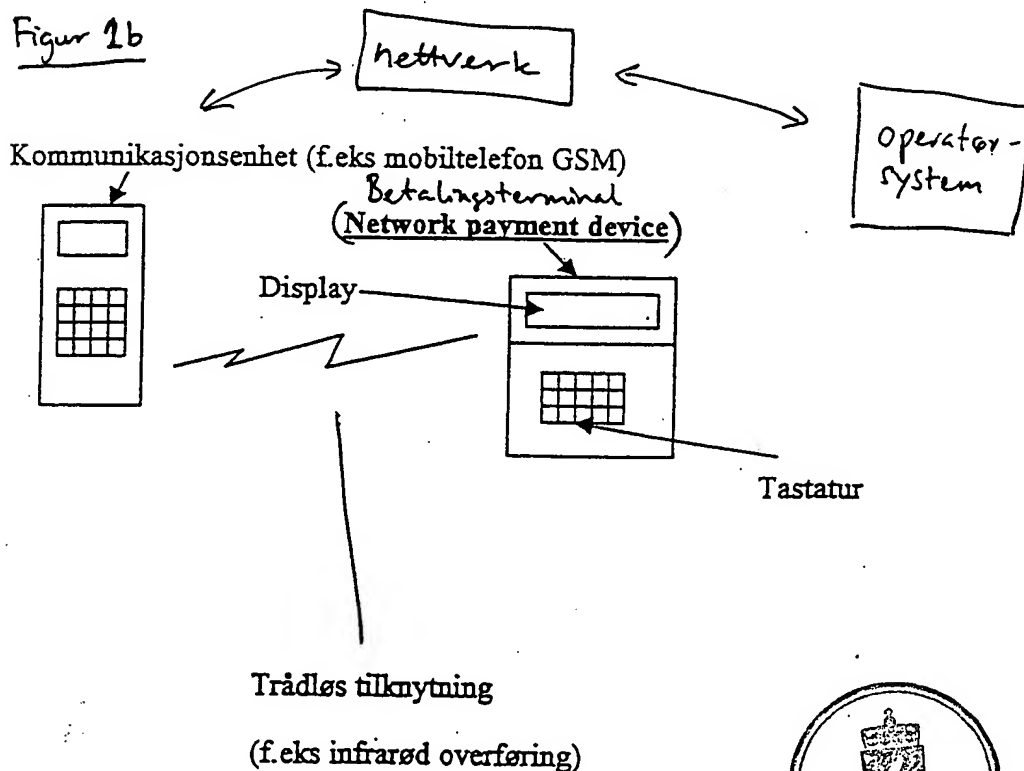 Figur 1b
nettverk
operatør-
system
Kommunikasjonsenhet (f.eks mobiltelefon GSM)
Betalingsterminal
(Network payment device)
Display
Tastatur
Trådløs tilknytning
(f.eks infrarød overføring)